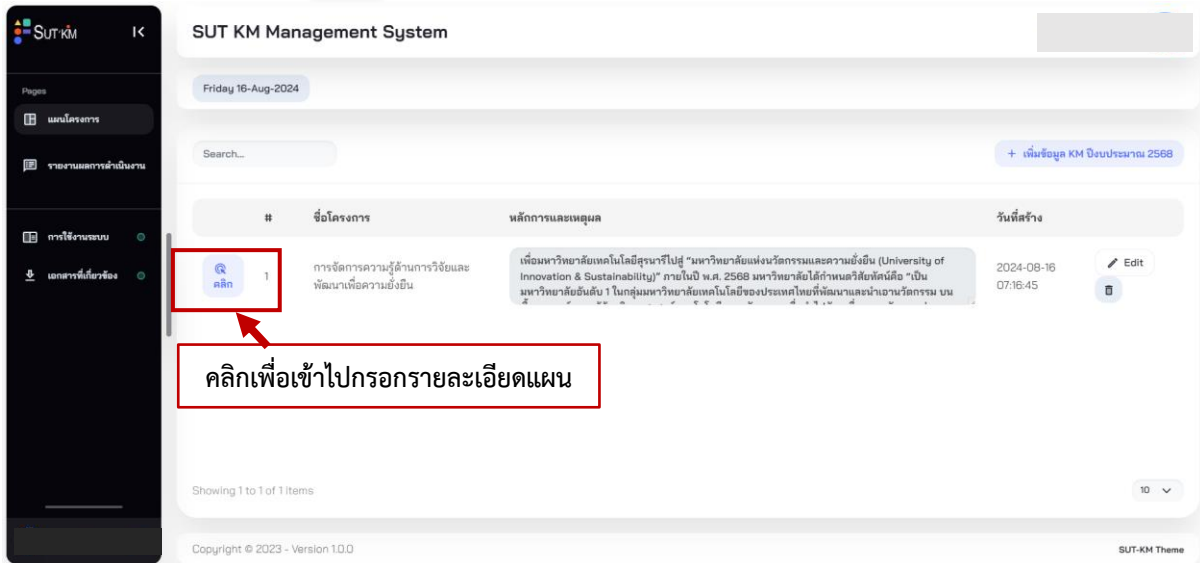 SUT KM
SUT KM Management System
Friday 16-Aug-2024
Pages
แผนโครงการ
รายงานผลการดำเนินงาน
การใช้งานระบบ
เอกสารที่เกี่ยวข้อง
Search...
+ เพิ่มข้อมูล KM ปีงบประมาณ 2568
# ชื่อโครงการ หลักการและเหตุผล วันที่สร้าง
คลิก
1
การจัดการความรู้ด้านการวิจัยและ
พัฒนาเพื่อความยั่งยืน
เพื่อมหาวิทยาลัยเทคโนโลยีสุรนารีไปสู่ “มหาวิทยาลัยแห่งนวัตกรรมและความยั่งยืน (University of
Innovation & Sustainability)” ภายในปี พ.ศ. 2568 มหาวิทยาลัยได้กำหนดวิสัยทัศน์คือ “เป็น
มหาวิทยาลัยอันดับ 1 ในกลุ่มมหาวิทยาลัยเทคโนโลยีของประเทศไทยที่พัฒนาและนำเอานวัตกรรม บน
2024-08-16
07:16:45
Edit
คลิกเพื่อเข้าไปกรอกรายละเอียดแผน
Showing 1 to 1 of 1 Items
10
Copyright © 2023 - Version 1.0.0
SUT-KM Theme